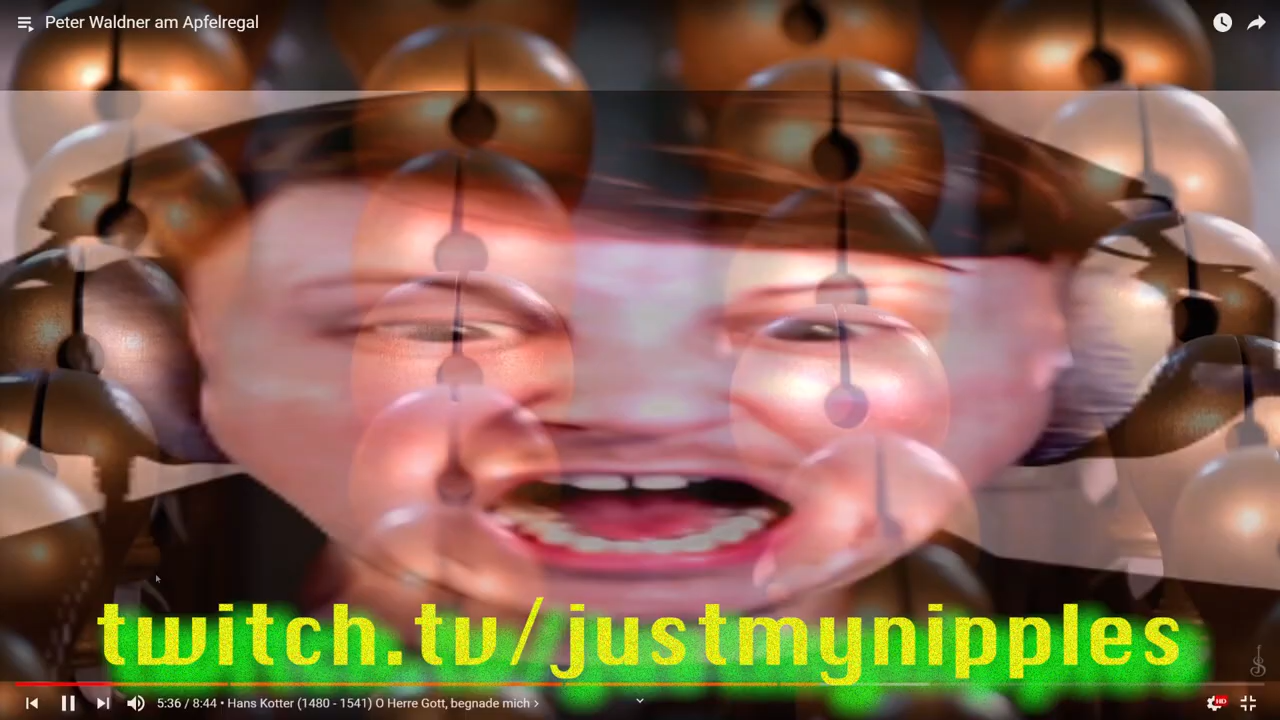 Peter Waldner am Apfelregal
twitch.tv/justmynipples
5:36 / 8:44 • Hans Kotter (1480 - 1541) O Herre Gott, begnade mich
HD